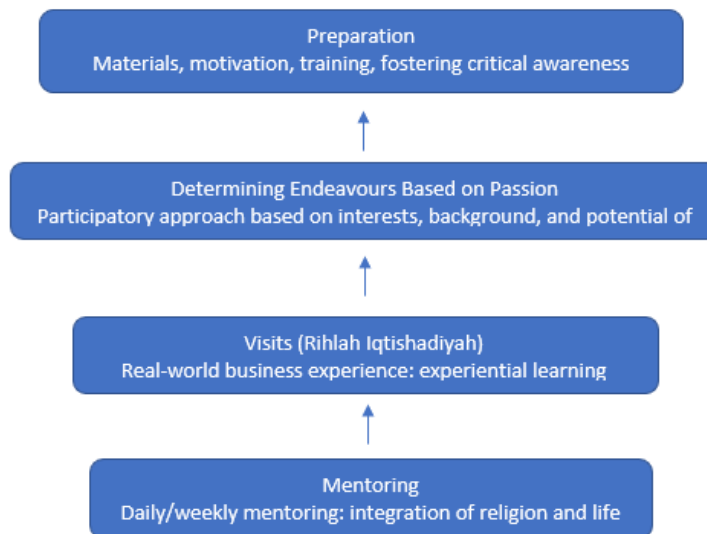 Preparation
Materials, motivation, training, fostering critical awareness
Determining Endeavours Based on Passion
Participatory approach based on interests, background, and potential of
Visits (Rihlah Iqtishadiyah)
Real-world business experience: experiential learning
Mentoring
Daily/weekly mentoring: integration of religion and life